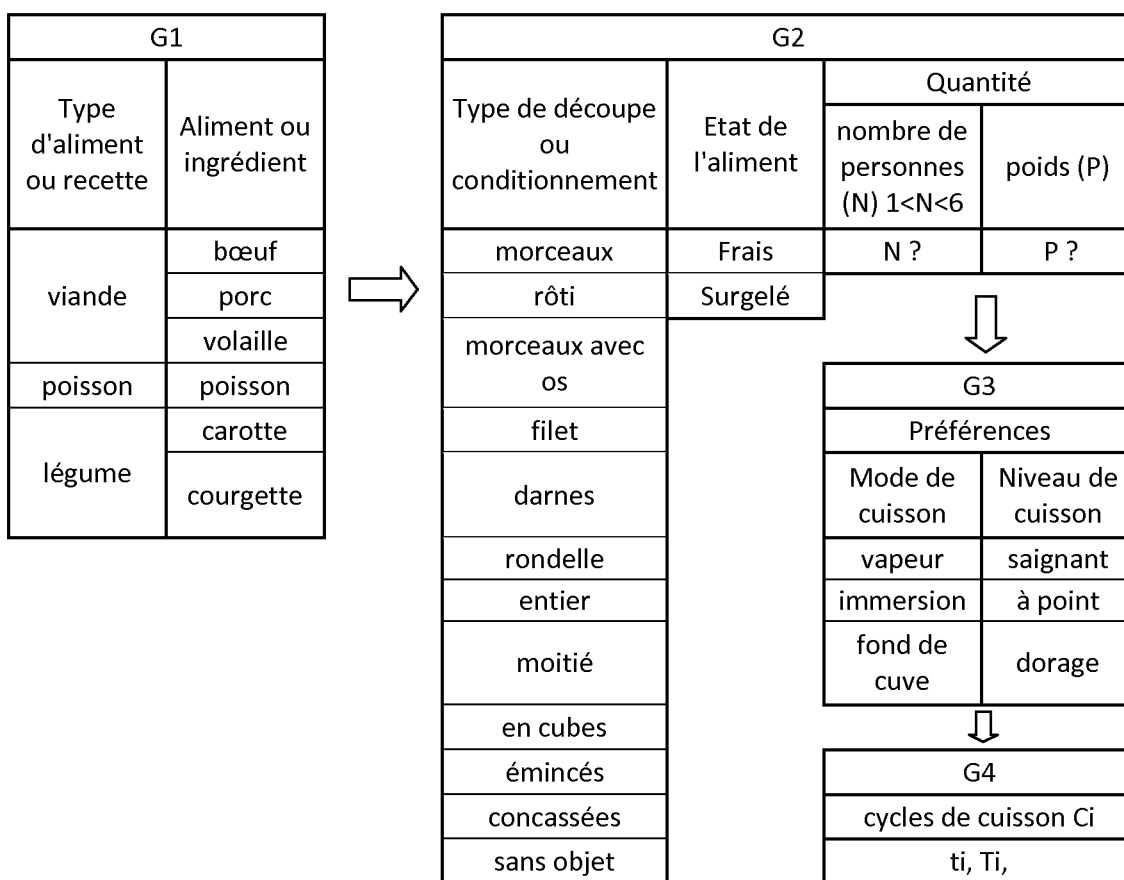 G1
Type
d'aliment
ou recette
Aliment ou
ingrédient
viande
bœuf
porc
volaille
poisson
poisson
légume
carotte
courgette
G2
Type de découpe
ou
conditionnement
Etat de
l'aliment
Quantité
nombre de
personnes
(N) 1<N<6
poids (P)
morceaux
Frais
N ?
P ?
rôti
Surgelé
morceaux avec
os
filet
darnes
rondelle
entier
moitié
en cubes
émincés
concassées
sans objet
G3
Préférences
Mode de
cuisson
Niveau de
cuisson
vapeur
saignant
immersion
à point
fond de
cuve
dorage
G4
cycles de cuisson Ci
ti, Ti,